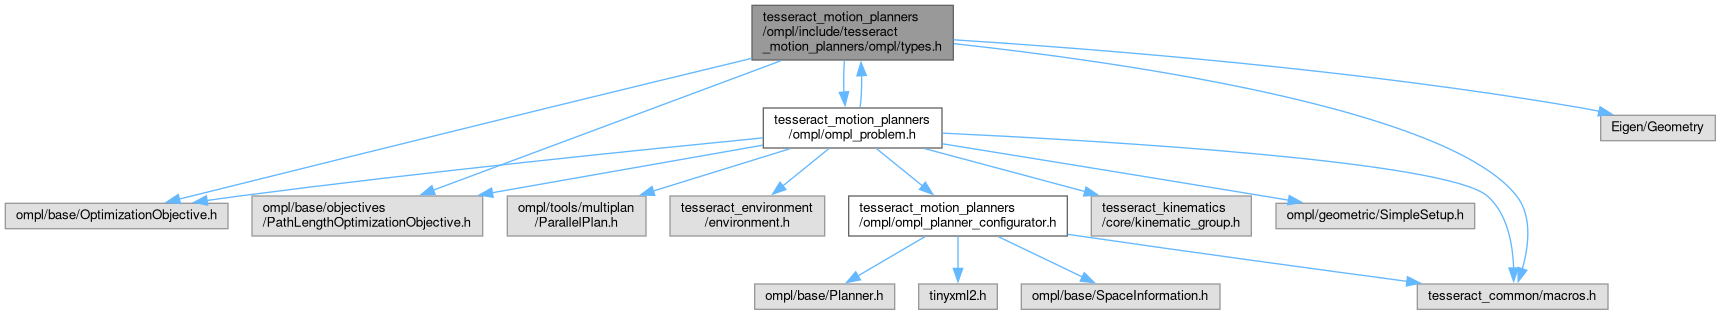 tesseract_motion_planners
/ompl/include/tesseract
_motion_planners/ompl/types.h
tesseract_motion_planners
/ompl/ompl_problem.h
Eigen/Geometry
ompl/base/OptimizationObjective.h
ompl/base/objectives
/PathLengthOptimizationObjective.h
ompl/tools/multiplan
/ParallelPlan.h
tesseract_environment
/environment.h
tesseract_motion_planners
/ompl/ompl_planner_configurator.h
tesseract_kinematics
/core/kinematic_group.h
ompl/geometric/SimpleSetup.h
ompl/base/Planner.h
tinyxml2.h
ompl/base/SpaceInformation.h
tesseract_common/macros.h